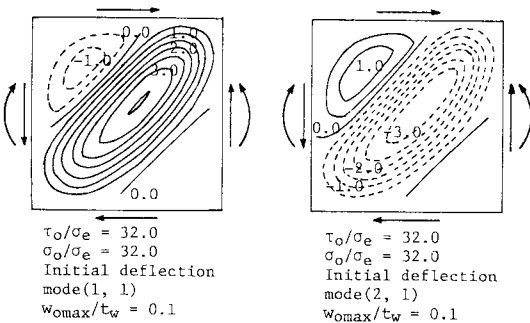 0.0 1.0
2.0
-1.0
3.0
0.0
τo/σe = 32.0
σo/σe = 32.0
Initial deflection
mode(1, 1)
womax/tw = 0.1
1.0
0.0
-3.0
-2.0
-1.0
τo/σe = 32.0
σo/σe = 32.0
Initial deflection
mode(2, 1)
womax/tw = 0.1